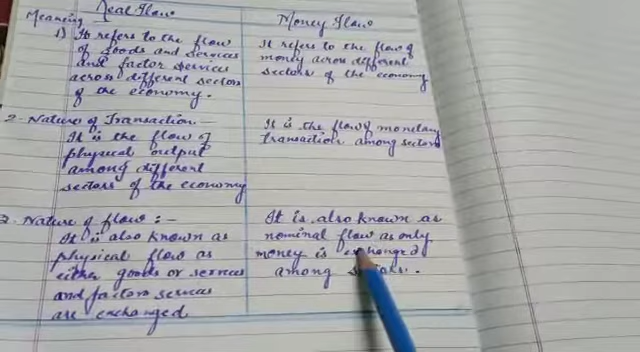 Real Flow
Money Flow
Meaning
1) It refers to the flow
of goods and services
and factor services
across different sectors
of the economy.
It refers to the flow of
money across different
sectors of the economy
2- Nature of Transaction -
It is the flow of
physical output
among different
sectors of the economy
It is the flow of monetary
transaction among sectors
3. Nature of flow :-
It is also known as
physical flow as
either goods or services
and factors services
are exchanged
It is also known as
nominal flow as only
money is exchanged
among sectors.